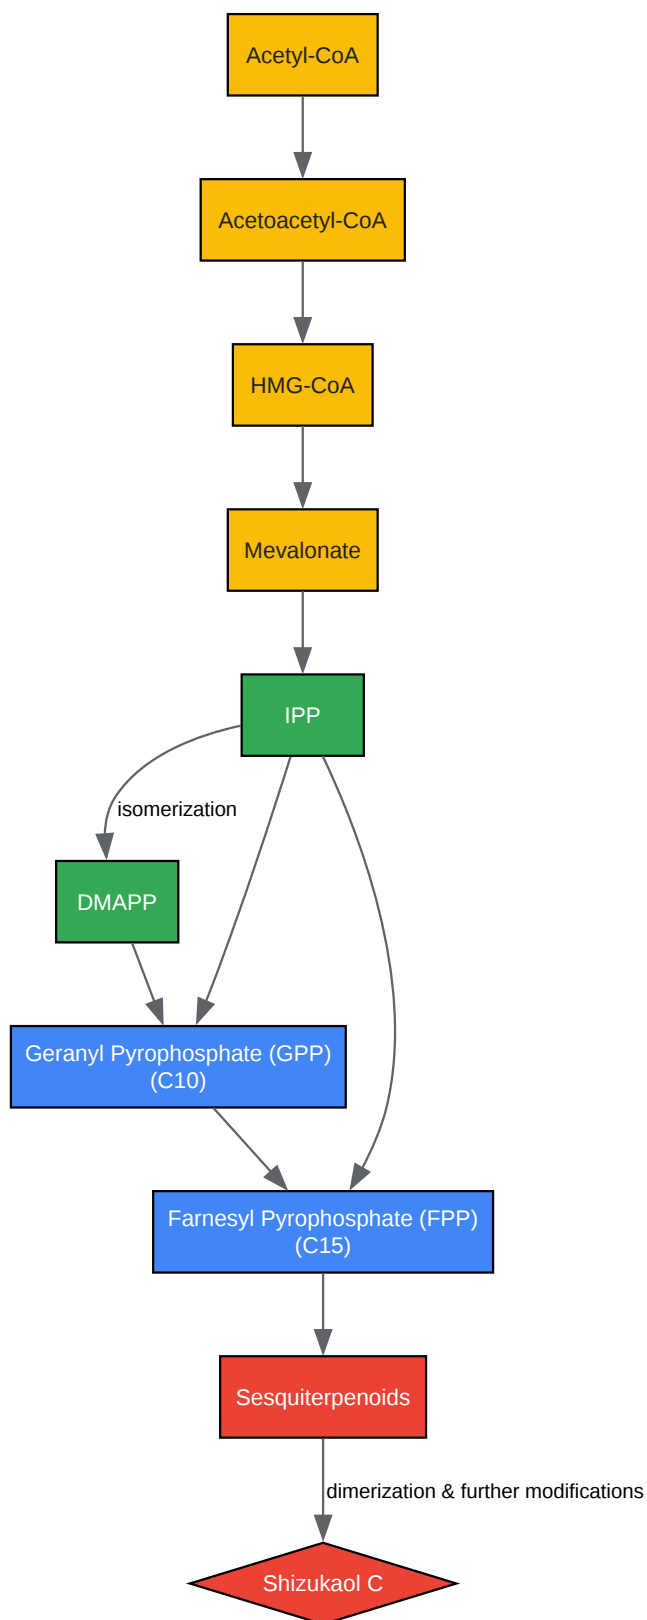 Acetyl-CoA
Acetoacetyl-CoA
HMG-CoA
Mevalonate
IPP
isomerization
DMAPP
Geranyl Pyrophosphate (GPP)
(C10)
Farnesyl Pyrophosphate (FPP)
(C15)
Sesquiterpenoids
dimerization & further modifications
Shizukaol C